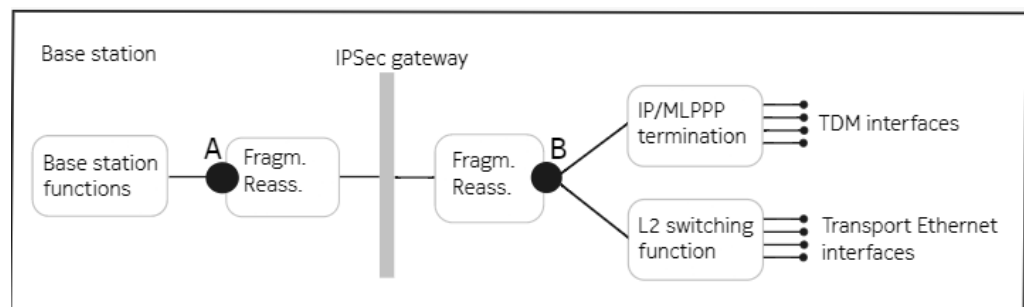 Base station
IPSec gateway
Base station
functions
A
Fragm.
Reass.
Fragm.
Reass.
B
IP/MLPPP
termination
TDM interfaces
L2 switching
function
Transport Ethernet
interfaces